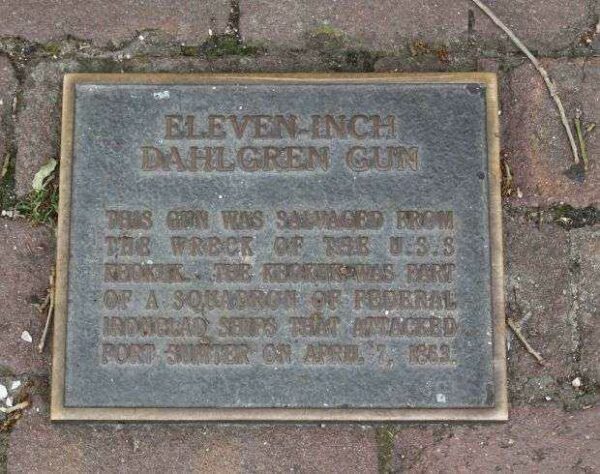 ELEVEN-INCH
DAHLGREN GUN
THIS GUN WAS SALVAGED FROM
THE WRECK OF THE U.S.S
KEOKUK. THE KEOKUK WAS PART
OF A SQUADRON OF FEDERAL
IRONCLAD SHIPS THAT ATTACKED
FORT SUMTER ON APRIL 7, 1863.